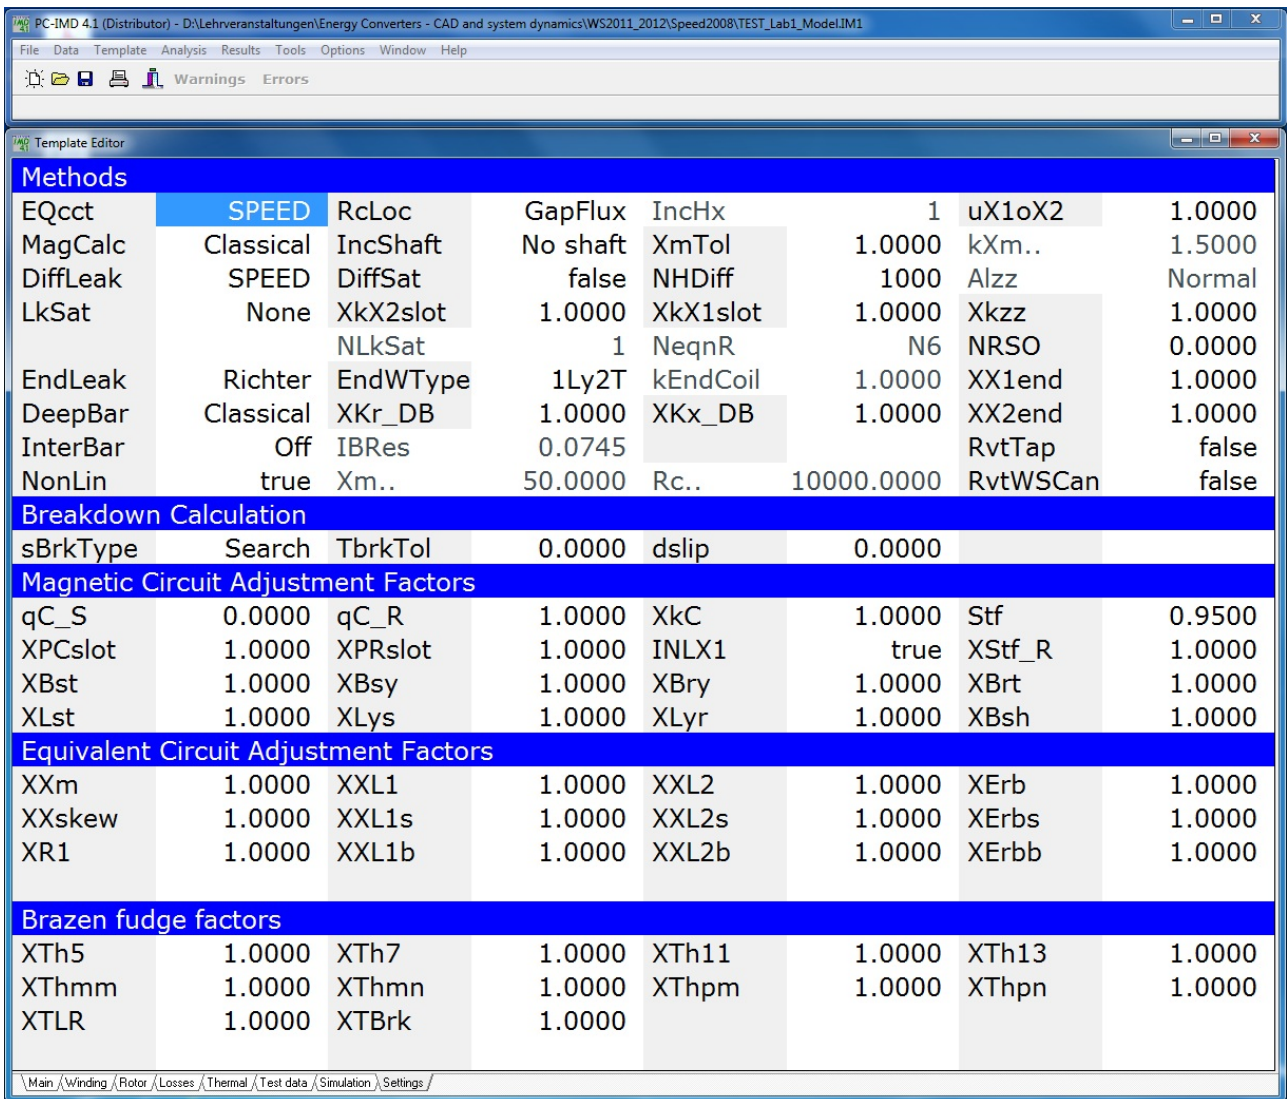 PC-IMD 4.1 (Distributor) - D:\Lehrveranstaltungen\Energy Converters - CAD and system dynamics\WS2011_2012\Speed2008\TEST_Lab1_Model.IM1
File Data Template Analysis Results Tools Options Window Help
Warnings Errors
Template Editor
Methods
EQcct SPEED RcLoc GapFlux IncHx 1 uX1oX2 1.0000
MagCalc Classical IncShaft No shaft XmTol 1.0000 kXm.. 1.5000
DiffLeak SPEED DiffSat false NHDiff 1000 Alzz Normal
LkSat None XkX2slot 1.0000 XkX1slot 1.0000 Xkzz 1.0000
NLkSat 1 NeqnR N6 NRSO 0.0000
EndLeak Richter EndWType 1Ly2T kEndCoil 1.0000 XX1end 1.0000
DeepBar Classical XKr_DB 1.0000 XKx_DB 1.0000 XX2end 1.0000
InterBar Off IBRes 0.0745 RvtTap false
NonLin true Xm.. 50.0000 Rc.. 10000.0000 RvtWSCan false
Breakdown Calculation
sBrkType Search TbrkTol 0.0000 dslip 0.0000
Magnetic Circuit Adjustment Factors
qC_S 0.0000 qC_R 1.0000 XkC 1.0000 Stf 0.9500
XPCslot 1.0000 XPRslot 1.0000 INLX1 true XStf_R 1.0000
XBst 1.0000 XBsy 1.0000 XBry 1.0000 XBrt 1.0000
XLst 1.0000 XLys 1.0000 XLyr 1.0000 XBsh 1.0000
Equivalent Circuit Adjustment Factors
XXm 1.0000 XXL1 1.0000 XXL2 1.0000 XErb 1.0000
XXskew 1.0000 XXL1s 1.0000 XXL2s 1.0000 XErbs 1.0000
XR1 1.0000 XXL1b 1.0000 XXL2b 1.0000 XErbb 1.0000
Brazen fudge factors
XTh5 1.0000 XTh7 1.0000 XTh11 1.0000 XTh13 1.0000
XThmm 1.0000 XThmn 1.0000 XThpm 1.0000 XThpn 1.0000
XTLR 1.0000 XTBrk 1.0000
Main Winding Rotor Losses Thermal Test data Simulation Settings